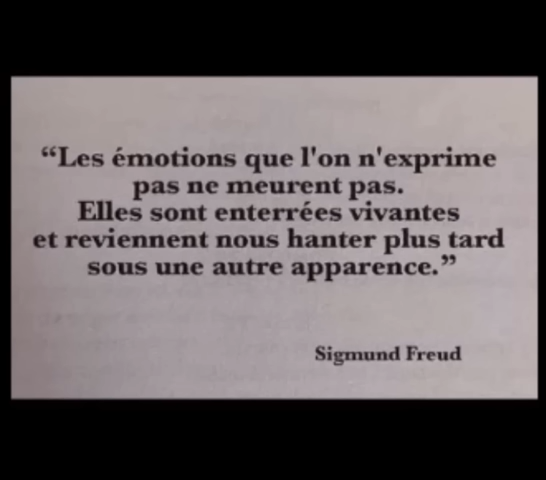 “Les émotions que l'on n'exprime
pas ne meurent pas.
Elles sont enterrées vivantes
et reviennent nous hanter plus tard
sous une autre apparence.”
Sigmund Freud